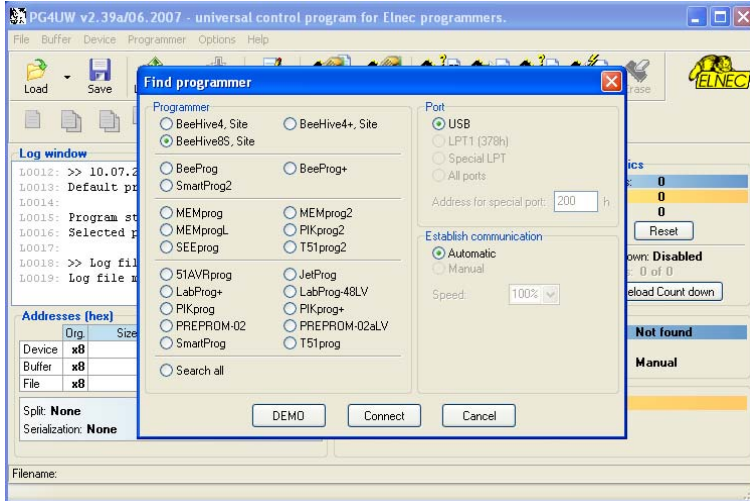 PG4UW v2.39a/06.2007 - universal control program for Elnec programmers.
File Buffer Device Programmer Options Help
Load Save
ELNEC
Find programmer
Programmer
BeeHive4, Site BeeHive4+, Site
BeeHive8S, Site
BeeProg BeeProg+
SmartProg2
MEMprog MEMprog2
MEMprogL PIKprog2
SEEprog T51prog2
51AVRprog JetProg
LabProg+ LabProg-48LV
PIKprog PIKprog+
PREPROM-02 PREPROM-02aLV
SmartProg T51prog
Search all
Port
USB
LPT1 (378h)
Special LPT
All ports
Address for special port: 200 h
Establish communication
Automatic
Manual
Speed: 100%
DEMO Connect Cancel
Log window
L0012: >> 10.07.2
L0013: Default pr
L0014:
L0015: Program st
L0016: Selected p
L0017:
L0018: >> Log fil
L0019: Log file m
Addresses (hex)
Org. Size
Device x8
Buffer x8
File x8
Split: None
Serialization: None
ics
0
0
0
Reset
own: Disabled
0 of 0
eload Count down
Not found
Manual
Filename: